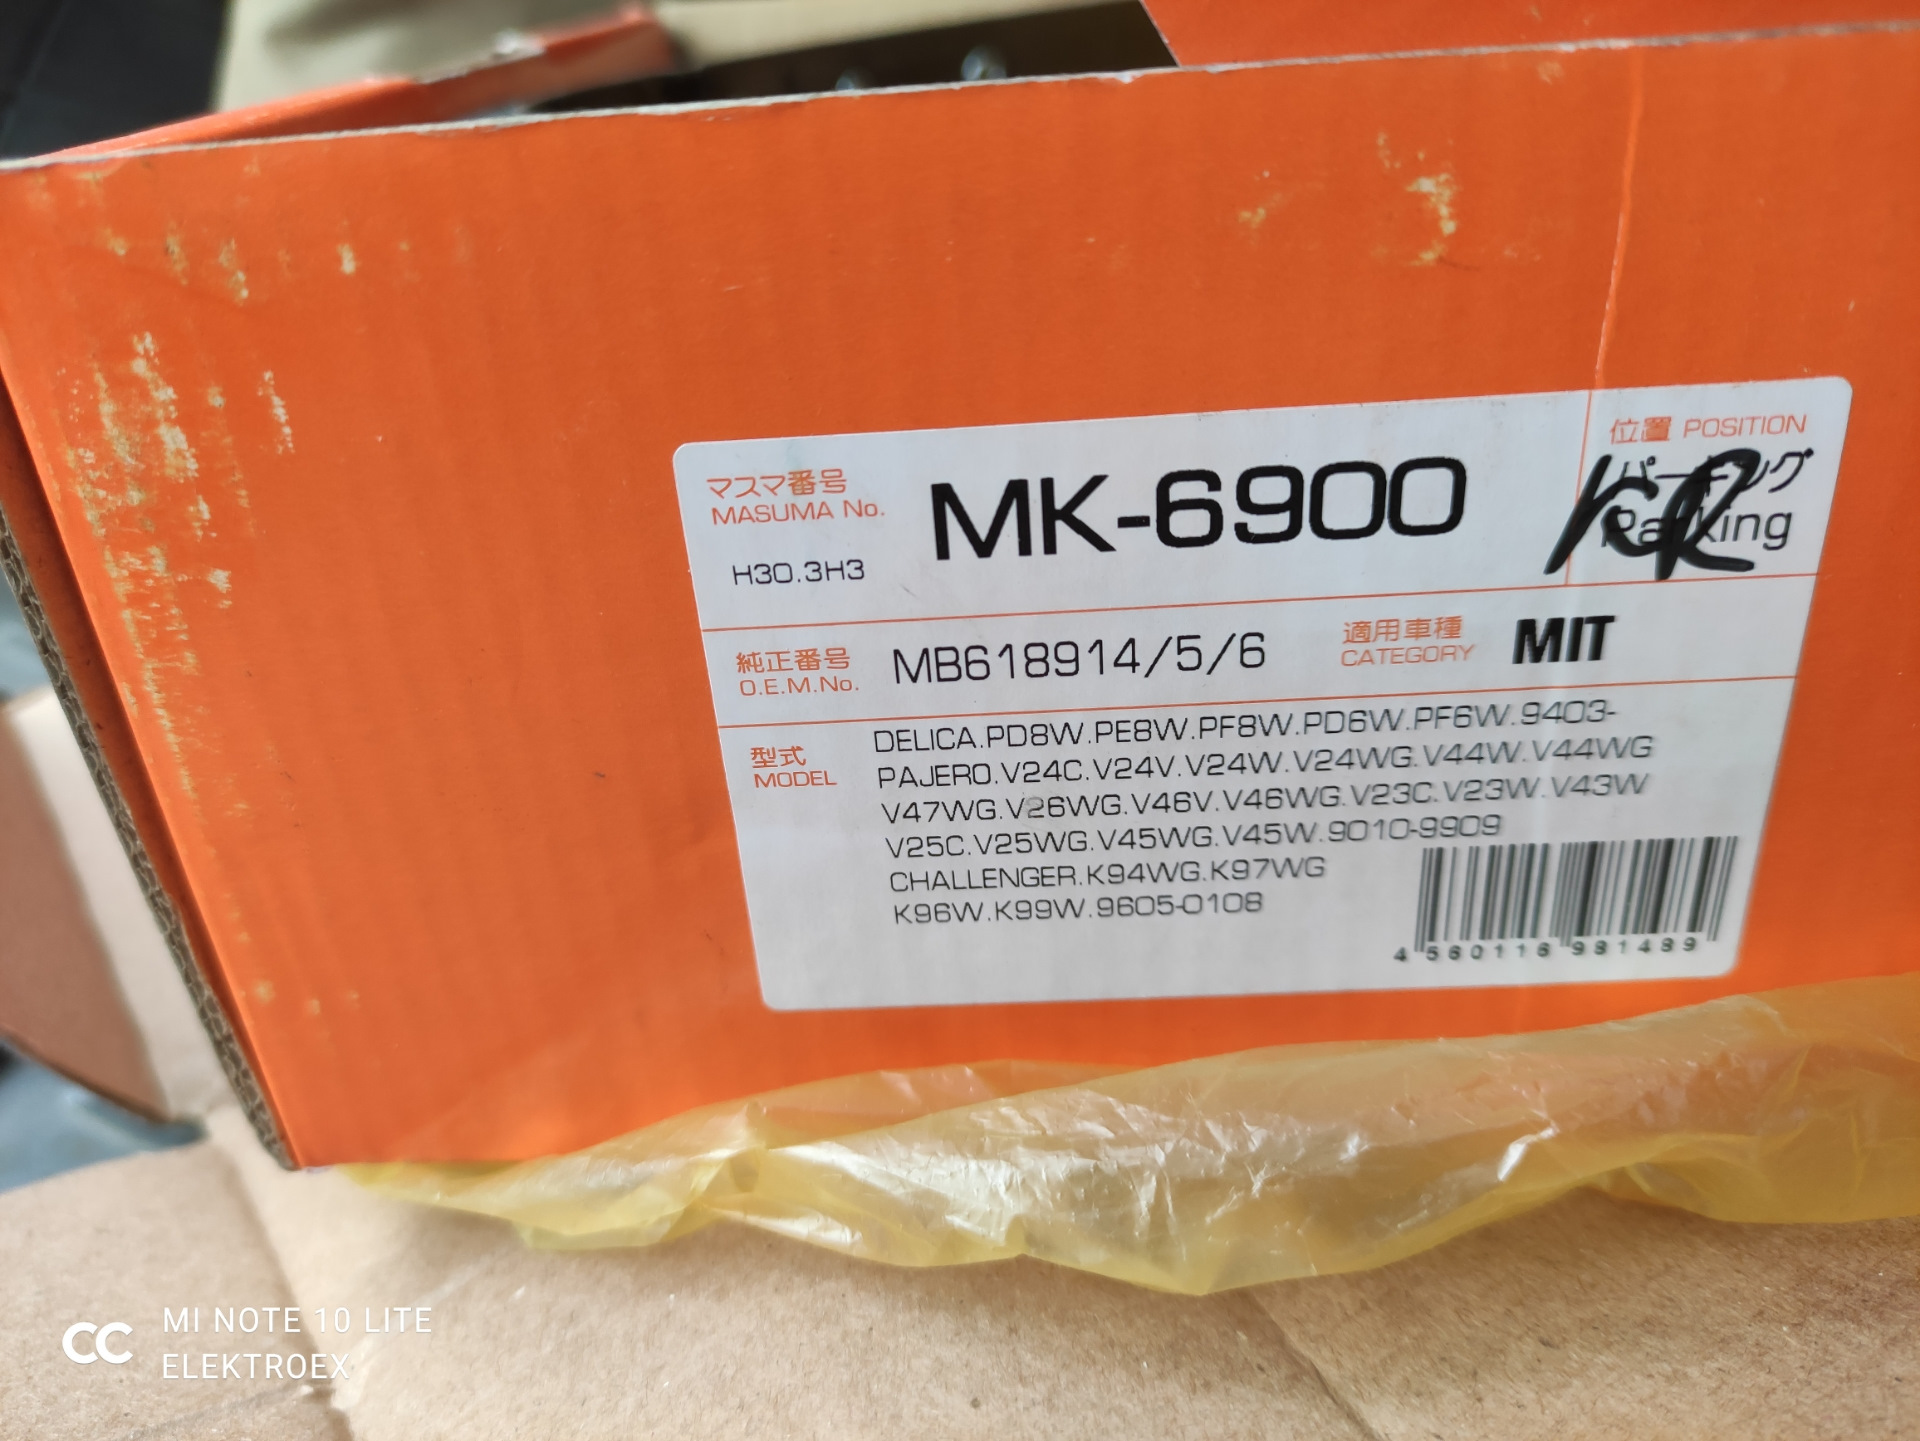 マスマ番号
MASUMA No.
MK-6900
H30.3H3
位置 POSITION
パーキング
Parking
純正番号
O.E.M.No.
MB618914/5/6
適用車種
CATEGORY
MIT
型式
MODEL
DELICA.PD8W.PE8W.PF8W.PD6W.PF6W.9403-
PAJERO.V24C.V24V.V24W.V24WG.V44W.V44WG
V47WG.V26WG.V46V.V46WG.V23C.V23W.V43W
V25C.V25WG.V45WG.V45W.9010-9909
CHALLENGER.K94WG.K97WG
K96W.K99W.9605-0108
4 560116 981489
MI NOTE 10 LITE
ELEKTROEX